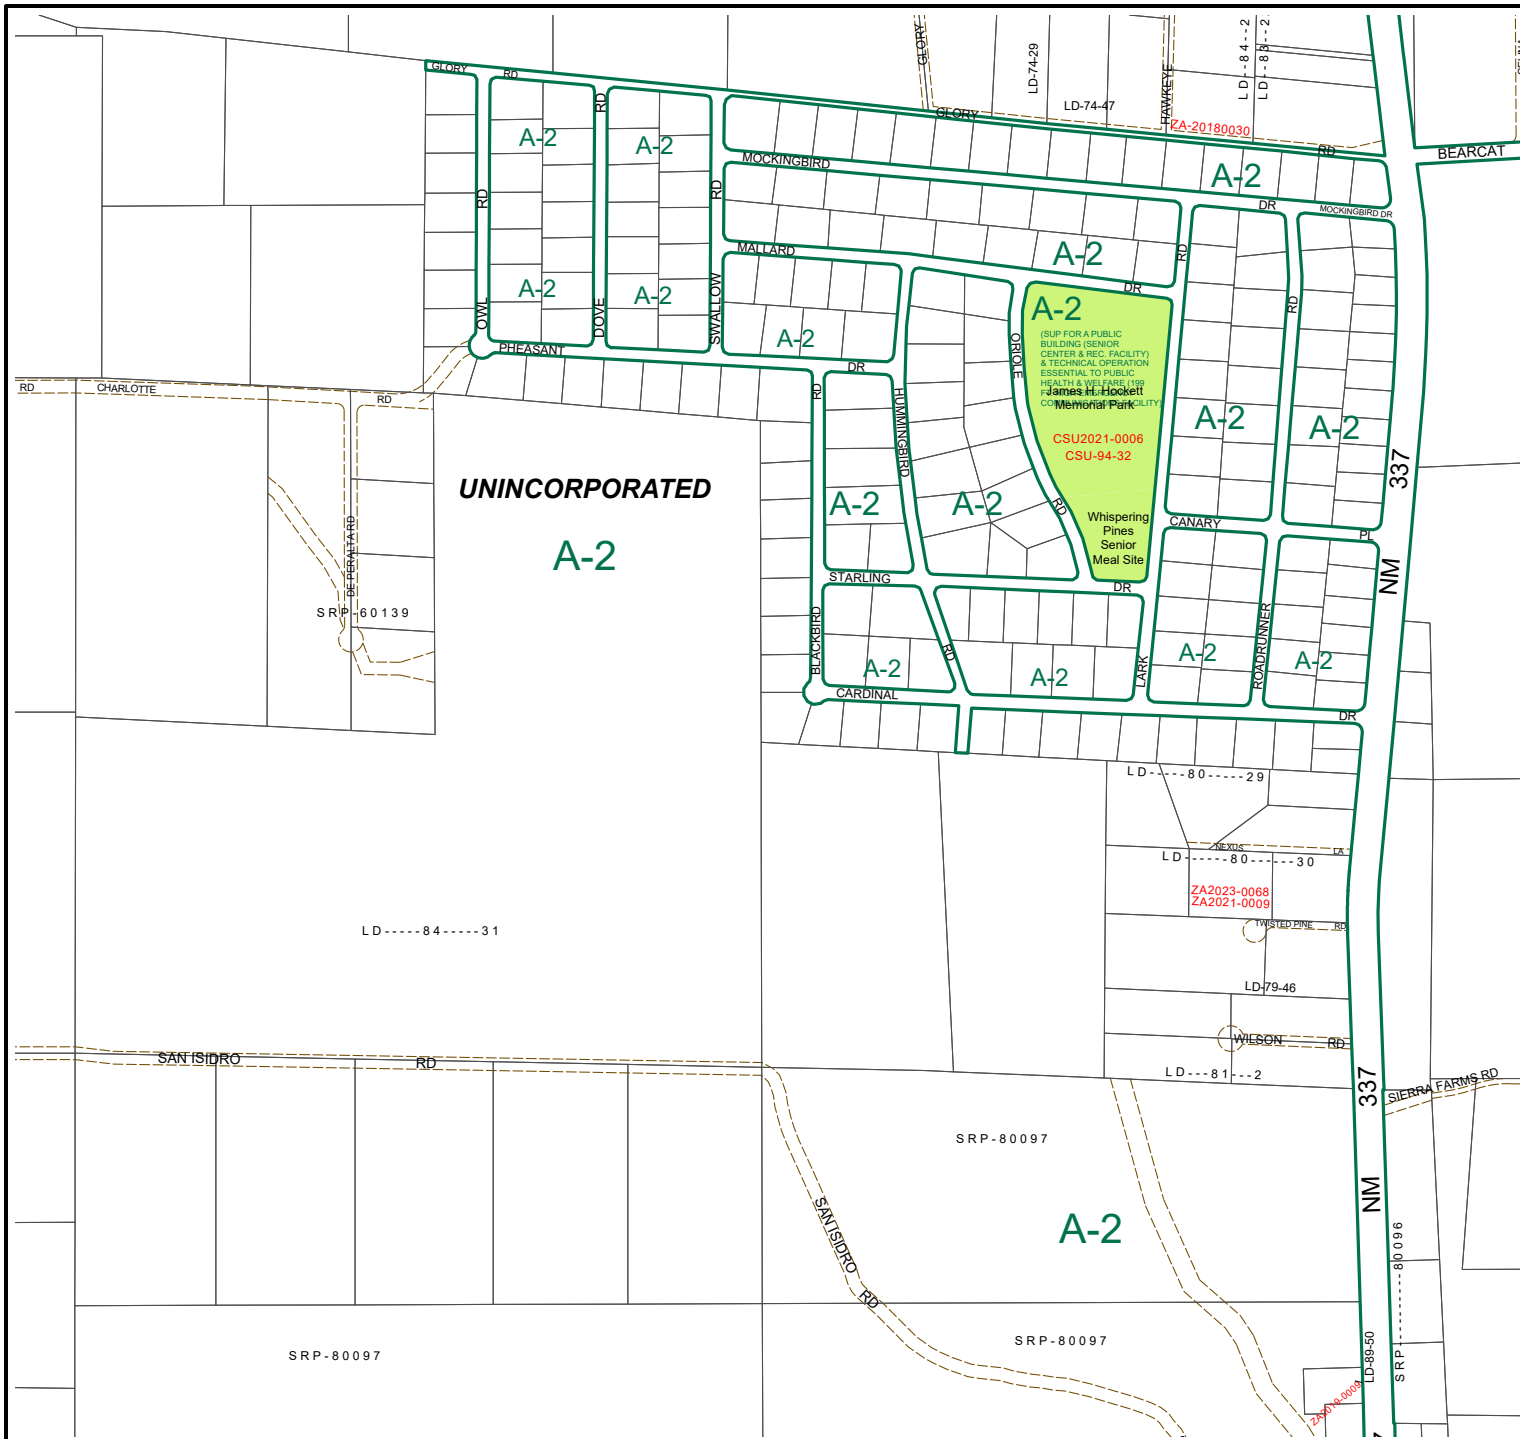 GLORY
LD-74-29
HAWKEYE
LD--84--2
LD--83--2
GLORY RD
LD-74-47
GLORY RD
ZA-20180030
BEARCAT
A-2
A-2
A-2
MOCKINGBIRD DR
MOCKINGBIRD DR
OWL RD
DOVE RD
SWALLOW RD
MALLARD DR
A-2
A-2
A-2
A-2
RD
RD
A-2
(SUP FOR A PUBLIC
BUILDING (SENIOR
CENTER & REC. FACILITY)
& TECHNICAL OPERATION
ESSENTIAL TO PUBLIC
HEALTH & WELFARE (199
James H. Hockett
Memorial Park
CSU2021-0006
CSU-94-32
PHEASANT DR
ORIOLE RD
HUMMINGBIRD RD
BLACKBIRD RD
RD CHARLOTTE RD
A-2
A-2
UNINCORPORATED
A-2
A-2
A-2
Whispering
Pines
Senior
Meal Site
CANARY PL
337
NM
DE PERALTA RD
SRP-60139
STARLING DR
LARK
ROADRUNNER
A-2
A-2
A-2
A-2
CARDINAL DR
LD-----80-----29
NEXUS LA
LD------80------30
ZA2023-0068
ZA2021-0009
TWISTED PINE RD
LD-----84-----31
LD-79-46
WILSON RD
SAN ISIDRO RD
LD---81---2
337
NM
SIERRA FARMS RD
SRP-80097
SAN ISIDRO RD
A-2
SRP-----------80096
SRP-80097
SRP-80097
LD-89-50
ZA2019-0009